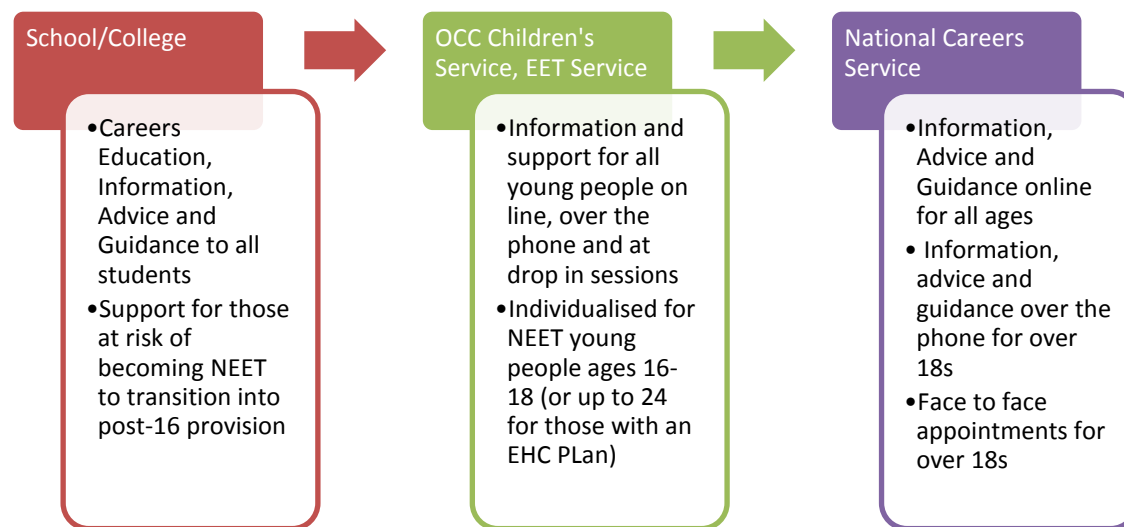 School/College
•Careers
Education,
Information,
Advice and
Guidance to all
students
•Support for those
at risk of
becoming NEET
to transition into
post-16 provision
OCC Children's
Service, EET Service
•Information and
support for all
young people on
line, over the
phone and at
drop in sessions
•Individualised for
NEET young
people ages 16-
18 (or up to 24
for those with an
EHC PLan)
National Careers
Service
•Information,
Advice and
Guidance online
for all ages
• Information,
advice and
guidance over the
phone for over
18s
•Face to face
appointments for
over 18s